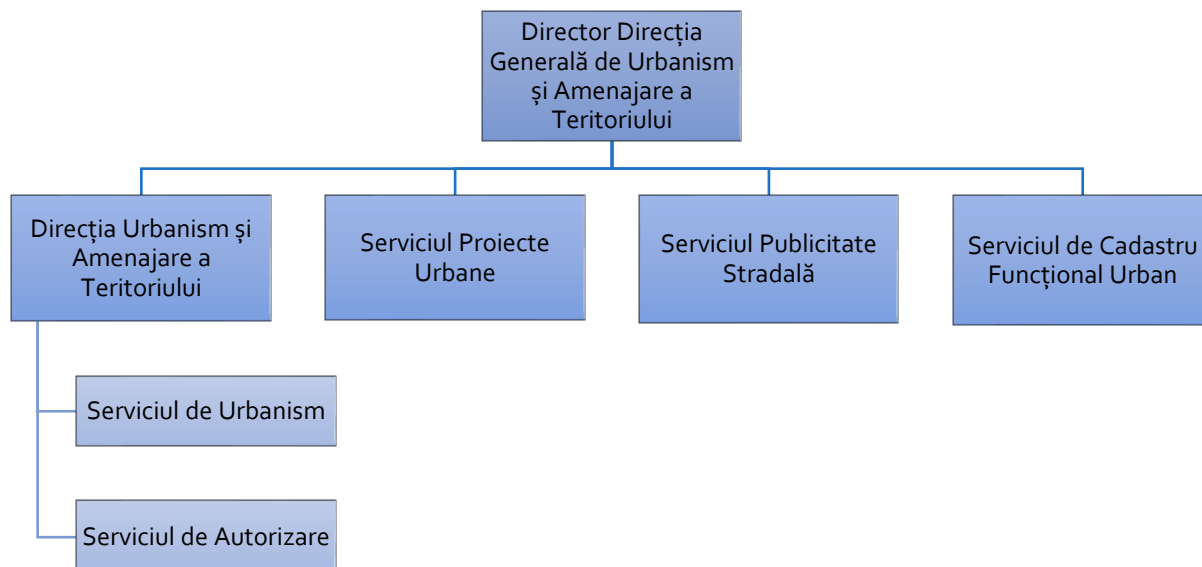 Director Direcția
Generală de Urbanism
și Amenajare a
Teritoriului
Direcția Urbanism și
Amenajare a
Teritoriului
Serviciul Proiecte
Urbane
Serviciul Publicitate
Stradală
Serviciul de Cadastru
Funcțional Urban
Serviciul de Urbanism
Serviciul de Autorizare